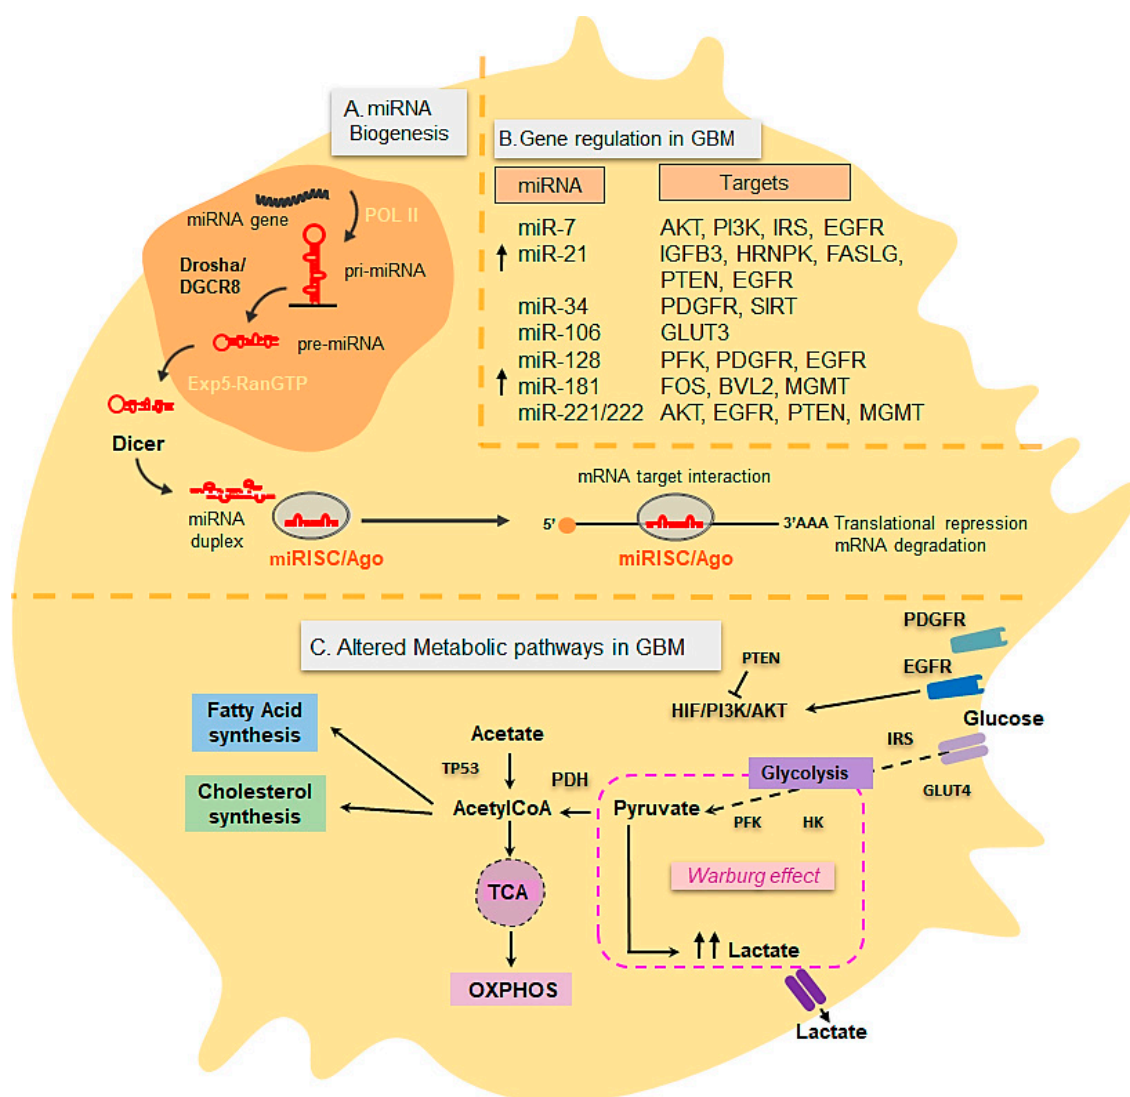 A. miRNA
Biogenesis
miRNA gene
POL II
Drosha/
DGCR8
pri-miRNA
pre-miRNA
Exp5-RanGTP
Dicer
miRNA
duplex
miRISC/Ago
B. Gene regulation in GBM
miRNA Targets
miR-7 AKT, PI3K, IRS, EGFR
miR-21 IGFB3, HRNPK, FASLG,
PTEN, EGFR
miR-34 PDGFR, SIRT
miR-106 GLUT3
miR-128 PFK, PDGFR, EGFR
miR-181 FOS, BVL2, MGMT
miR-221/222 AKT, EGFR, PTEN, MGMT
mRNA target interaction
5' 3'AAA Translational repression
mRNA degradation
miRISC/Ago
C. Altered Metabolic pathways in GBM
PDGFR
PTEN
EGFR
HIF/PI3K/AKT
Glucose
IRS
GLUT4
Fatty Acid
synthesis
Acetate
TP53
PDH
Glycolysis
Cholesterol
synthesis
AcetylCoA
Pyruvate
PFK HK
Warburg effect
TCA
Lactate
OXPHOS
Lactate